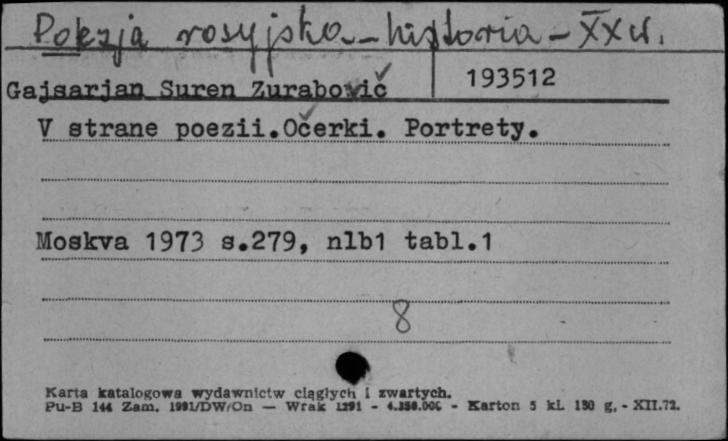 Poezja rosyjska - historia - XX w.
Gajsarjan Suren Zurabovič 193512
V strane poezii.Očerki. Portrety.
Moskva 1973 s.279, nlb1 tabl.1
8
Karta katalogowa wydawnictw ciągłych i zwartych.
Pu-B 144 Zam. 1991/DW/On — Wrak 1291 - 4.350.000 - Karton 5 kl. 180 g. - XII.72.